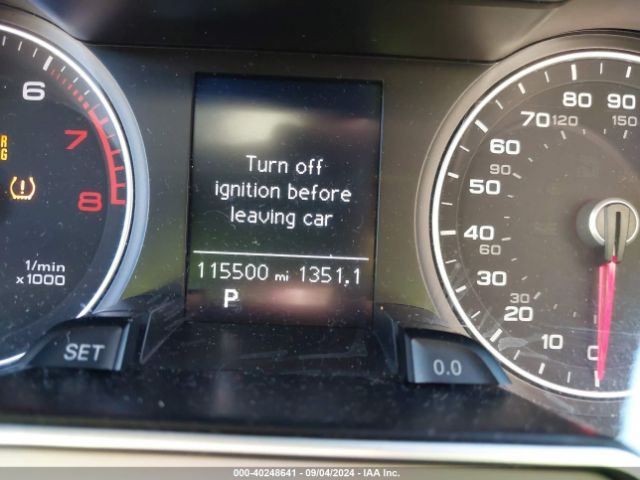 6
7
8
R
G
1/min
x1000
SET
Turn off
ignition before
leaving car
115500 mi 1351.1
P
90
80
70
60
50
40
30
20
10
0
150
120
90
60
30
0.0
000-40248641 - 09/04/2024 - IAA Inc.